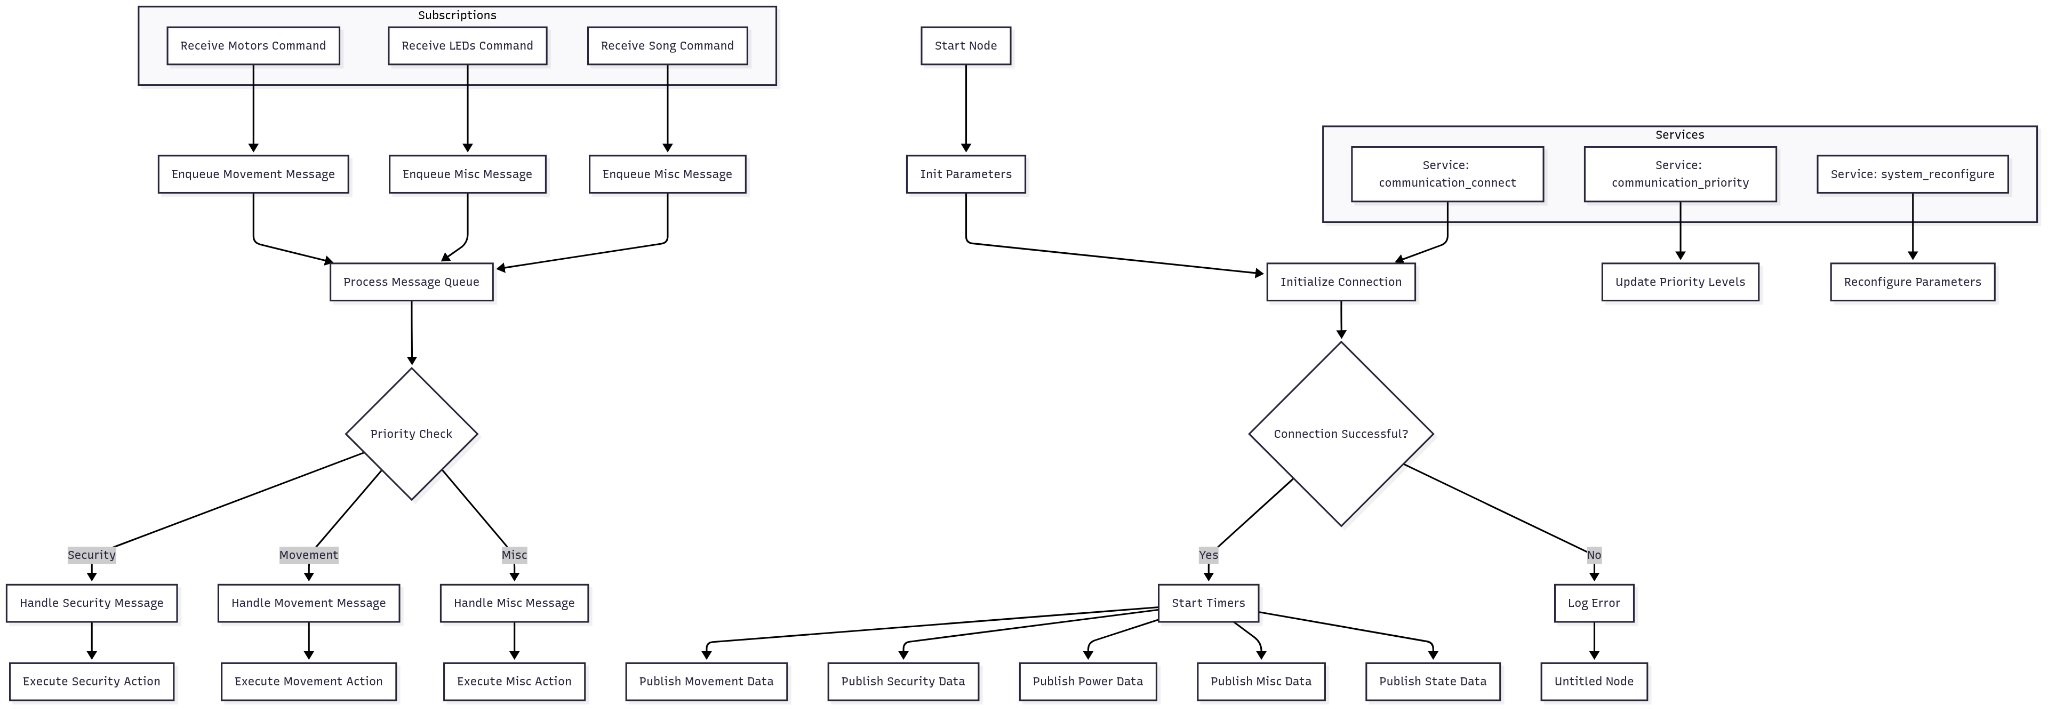 Subscriptions
Receive Motors Command
Receive LEDs Command
Receive Song Command
Enqueue Movement Message
Enqueue Misc Message
Enqueue Misc Message
Process Message Queue
Priority Check
Security
Movement
Misc
Handle Security Message
Handle Movement Message
Handle Misc Message
Execute Security Action
Execute Movement Action
Execute Misc Action
Start Node
Init Parameters
Services
Service:
communication_connect
Service:
communication_priority
Service: system_reconfigure
Initialize Connection
Update Priority Levels
Reconfigure Parameters
Connection Successful?
Yes
No
Start Timers
Log Error
Publish Movement Data
Publish Security Data
Publish Power Data
Publish Misc Data
Publish State Data
Untitled Node